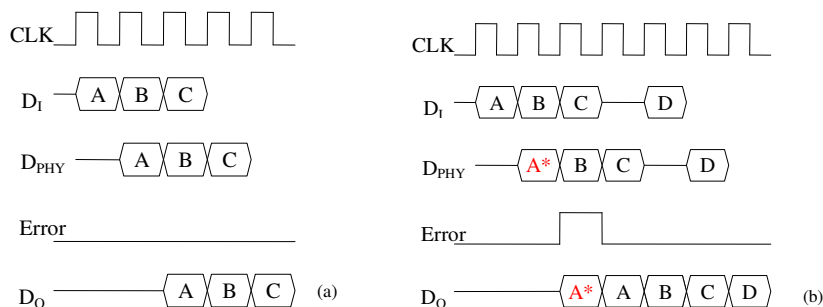 CLK
D_I A B C
D_PHY A B C
Error
D_O A B C
(a)
CLK
D_I A B C D
D_PHY A* B C D
Error
D_O A* A B C D
(b)